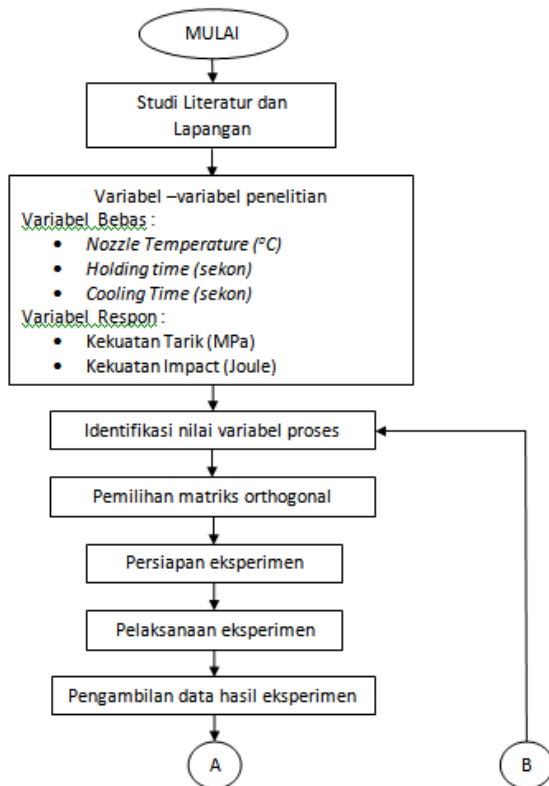 MULAI
Studi Literatur dan
Lapangan
Variabel –variabel penelitian
Variabel Bebas :
• Nozzle Temperature (°C)
• Holding time (sekon)
• Cooling Time (sekon)
Variabel Respon :
• Kekuatan Tarik (MPa)
• Kekuatan Impact (Joule)
Identifikasi nilai variabel proses
Pemilihan matriks orthogonal
Persiapan eksperimen
Pelaksanaan eksperimen
Pengambilan data hasil eksperimen
A
B